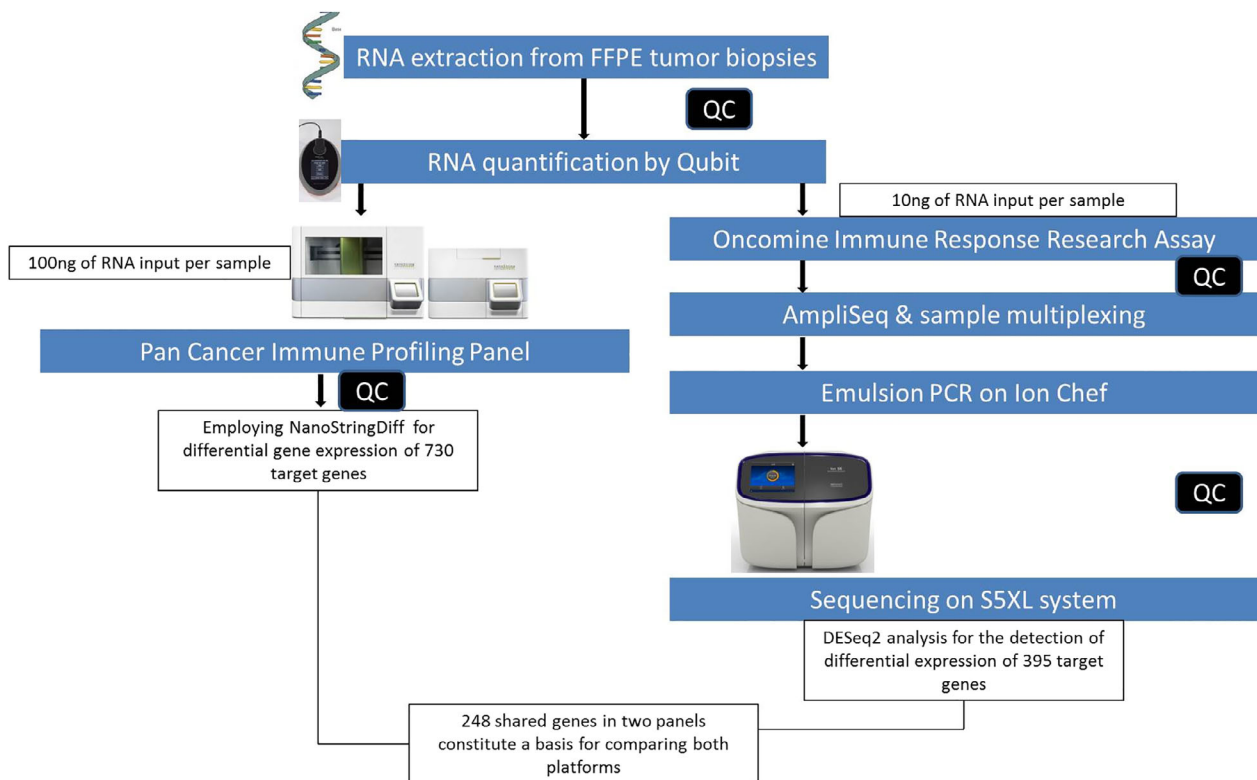 RNA extraction from FFPE tumor biopsies
QC
RNA quantification by Qubit
10ng of RNA input per sample
100ng of RNA input per sample
Oncomine Immune Response Research Assay
QC
AmpliSeq & sample multiplexing
Pan Cancer Immune Profiling Panel
QC
Emulsion PCR on Ion Chef
Employing NanoStringDiff for
differential gene expression of 730
target genes
QC
Sequencing on S5XL system
DESeq2 analysis for the detection of
differential expression of 395 target
genes
248 shared genes in two panels
constitute a basis for comparing both
platforms